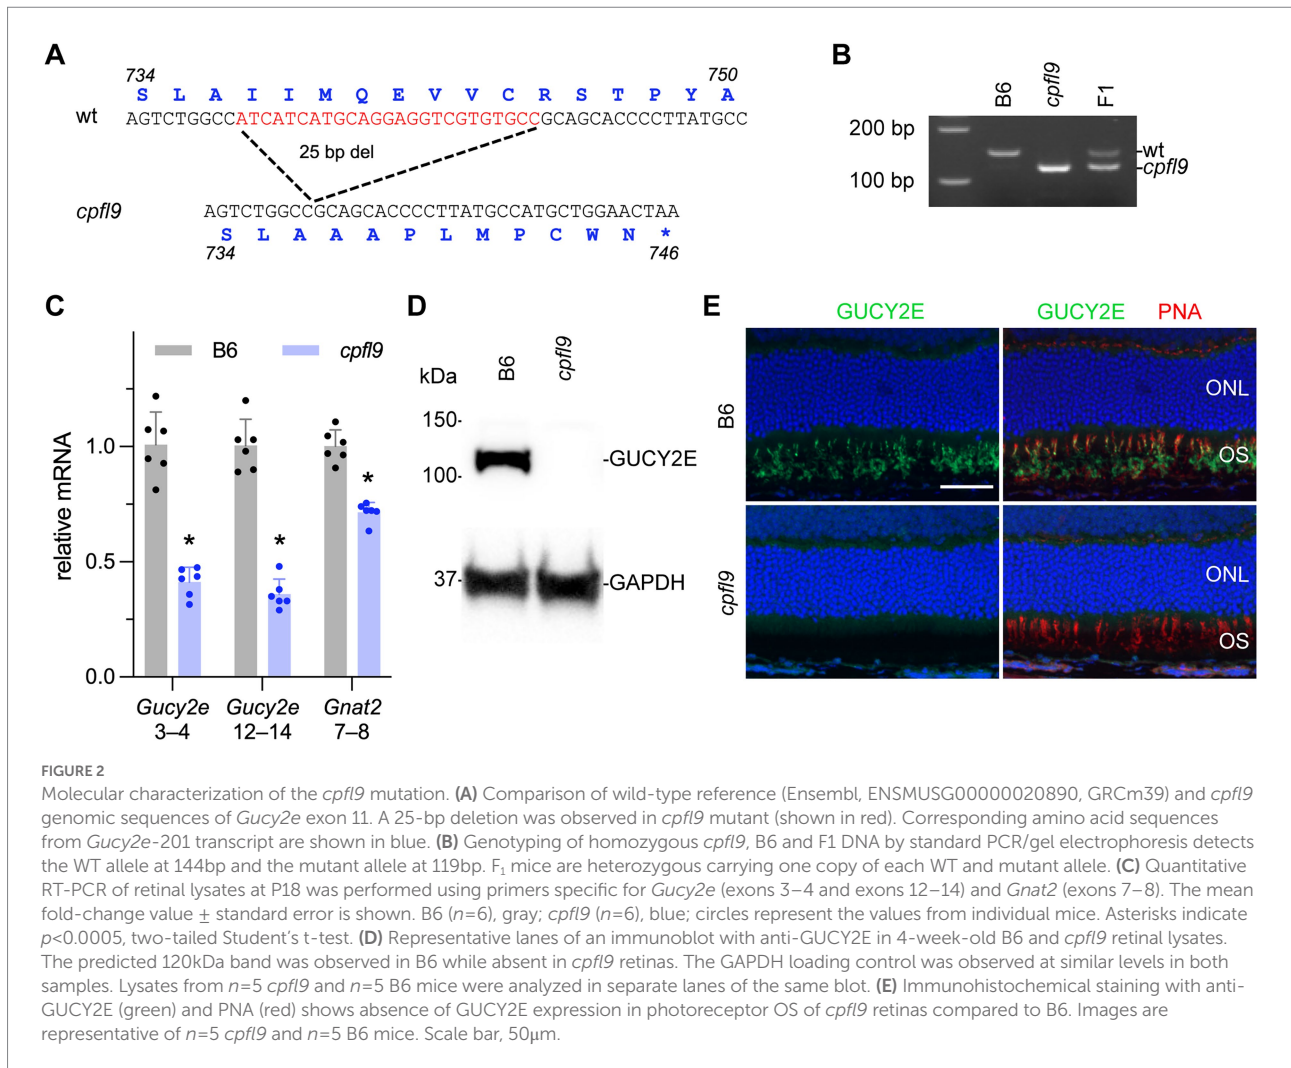 A
734 750
S L A I I M Q E V V C R S T P Y A
wt AGTCTGGCCATCATCATGCAGGAGGTCGTGTGCCGCAGCACCCCTTATGCC
25 bp del
cpfl9 AGTCTGGCCGCAGCACCCCTTATGCCATGCTGGAACTAA
S L A A A P L M P C W N *
734 746
B
B6 cpfl9 F1
200 bp
wt
cpfl9
100 bp
C
B6 cpfl9
relative mRNA
1.0
0.5
0.0
* * *
Gucy2e Gucy2e Gnat2
3–4 12–14 7–8
D
kDa B6 cpfl9
150-
-GUCY2E
100-
37- -GAPDH
E
GUCY2E GUCY2E PNA
B6 ONL
OS
cpfl9 ONL
OS
FIGURE 2
Molecular characterization of the cpfl9 mutation. (A) Comparison of wild-type reference (Ensembl, ENSMUSG00000020890, GRCm39) and cpfl9
genomic sequences of Gucy2e exon 11. A 25-bp deletion was observed in cpfl9 mutant (shown in red). Corresponding amino acid sequences
from Gucy2e-201 transcript are shown in blue. (B) Genotyping of homozygous cpfl9, B6 and F1 DNA by standard PCR/gel electrophoresis detects
the WT allele at 144bp and the mutant allele at 119bp. F₁ mice are heterozygous carrying one copy of each WT and mutant allele. (C) Quantitative
RT-PCR of retinal lysates at P18 was performed using primers specific for Gucy2e (exons 3–4 and exons 12–14) and Gnat2 (exons 7–8). The mean
fold-change value ± standard error is shown. B6 (n=6), gray; cpfl9 (n=6), blue; circles represent the values from individual mice. Asterisks indicate
p<0.0005, two-tailed Student's t-test. (D) Representative lanes of an immunoblot with anti-GUCY2E in 4-week-old B6 and cpfl9 retinal lysates.
The predicted 120kDa band was observed in B6 while absent in cpfl9 retinas. The GAPDH loading control was observed at similar levels in both
samples. Lysates from n=5 cpfl9 and n=5 B6 mice were analyzed in separate lanes of the same blot. (E) Immunohistochemical staining with anti-
GUCY2E (green) and PNA (red) shows absence of GUCY2E expression in photoreceptor OS of cpfl9 retinas compared to B6. Images are
representative of n=5 cpfl9 and n=5 B6 mice. Scale bar, 50μm.